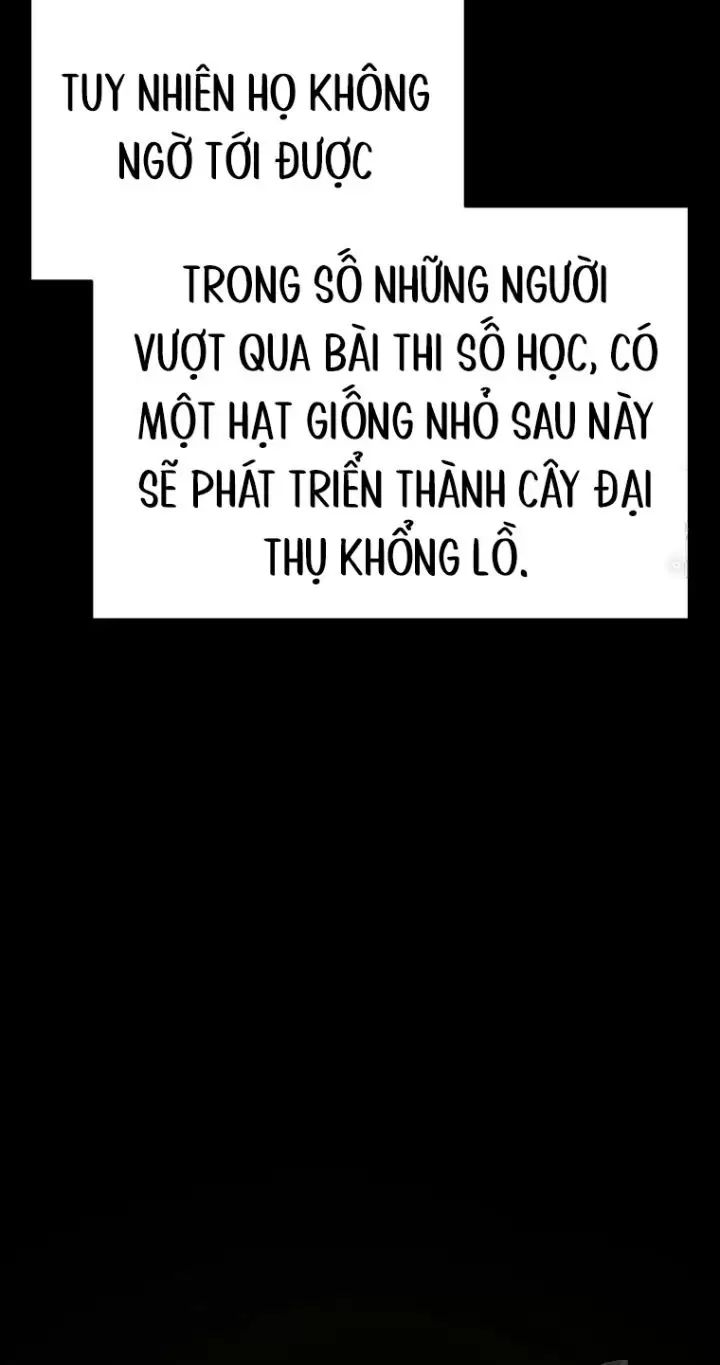 TUY NHIÊN HỌ KHÔNG
NGỜ TỚI ĐƯỢC
TRONG SỐ NHỮNG NGƯỜI
VƯỢT QUA BÀI THI SỐ HỌC, CÓ
MỘT HẠT GIỐNG NHỎ SAU NÀY
SẼ PHÁT TRIỂN THÀNH CÂY ĐẠI
THỤ KHỔNG LỒ.